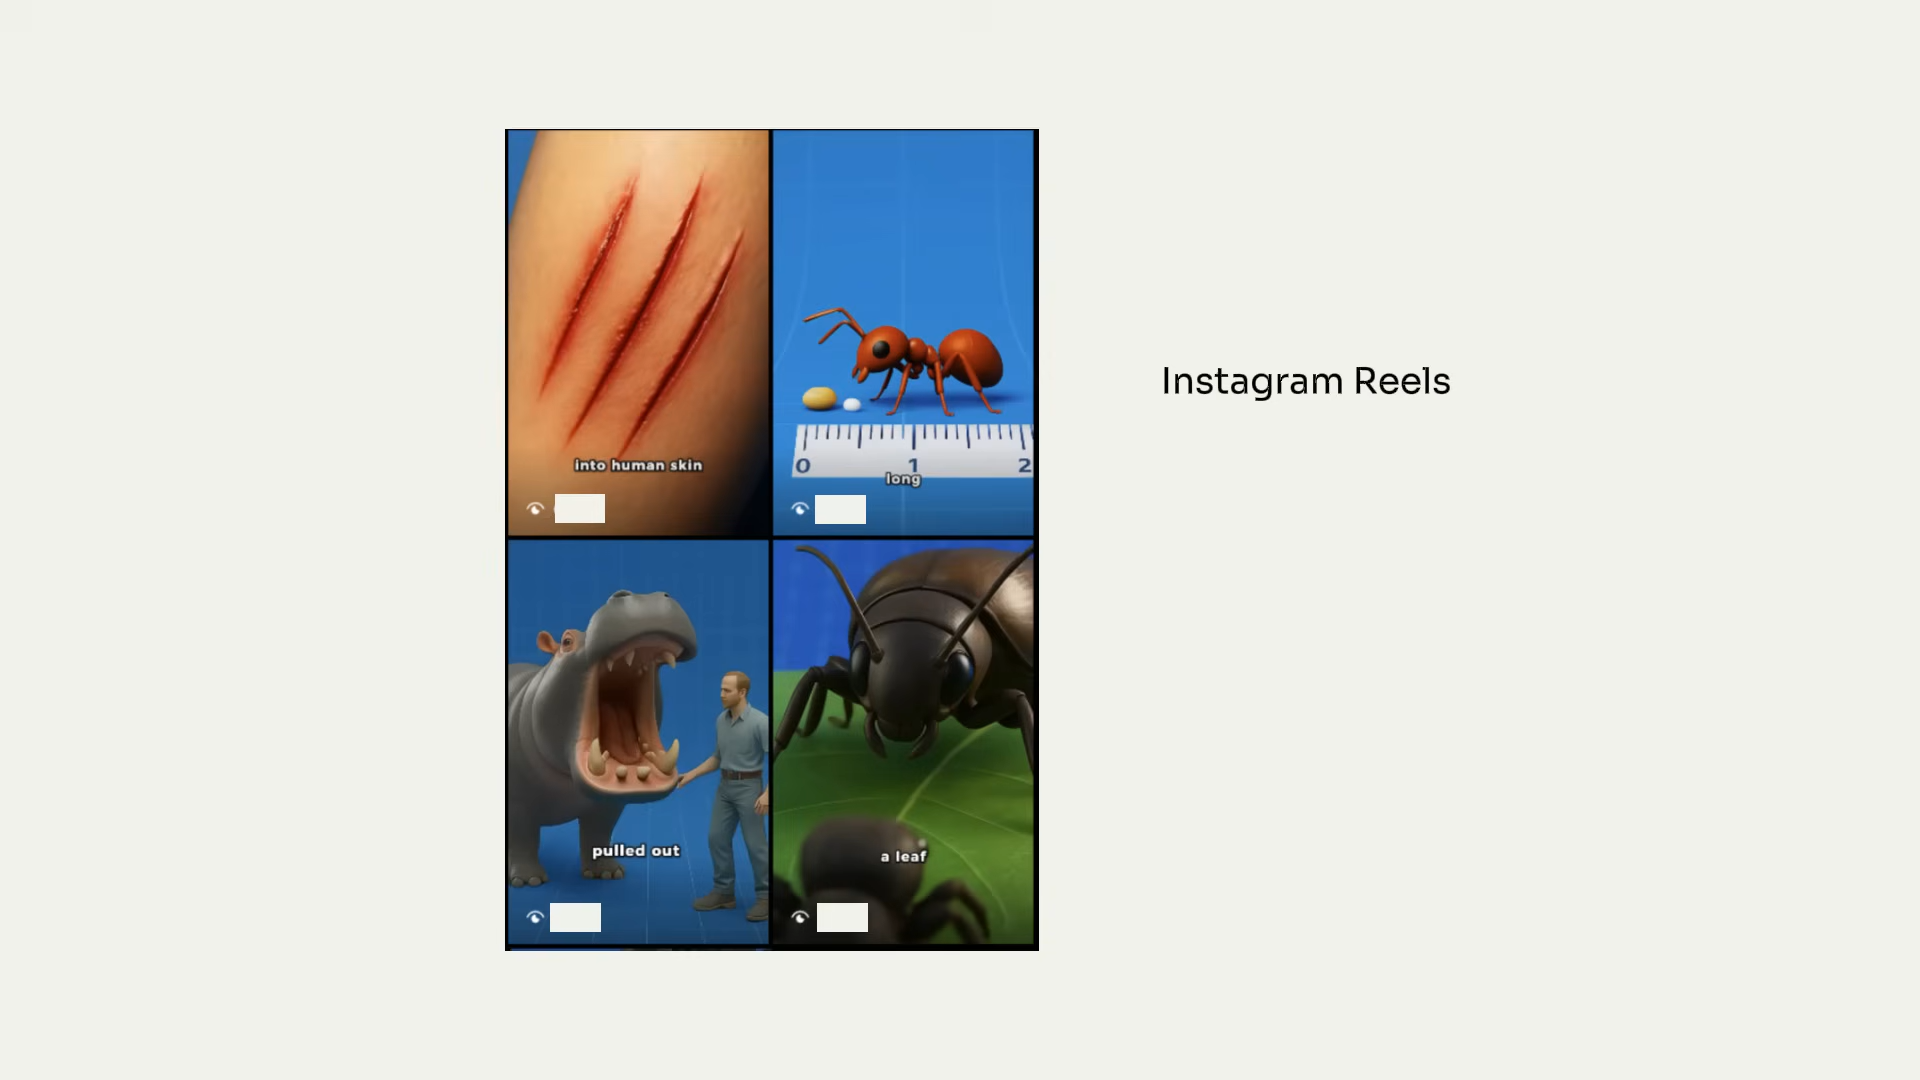 into human skin
0 1 2
long
pulled out
a leaf
Instagram Reels